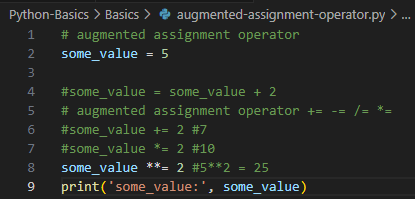 Python-Basics > Basics > augmented-assignment-operator.py > ...
1 # augmented assignment operator
2 some_value = 5
3
4 #some_value = some_value + 2
5 # augmented assignment operator += -= /= *=
6 #some_value += 2 #7
7 #some_value *= 2 #10
8 some_value **= 2 #5**2 = 25
9 print('some_value:', some_value)